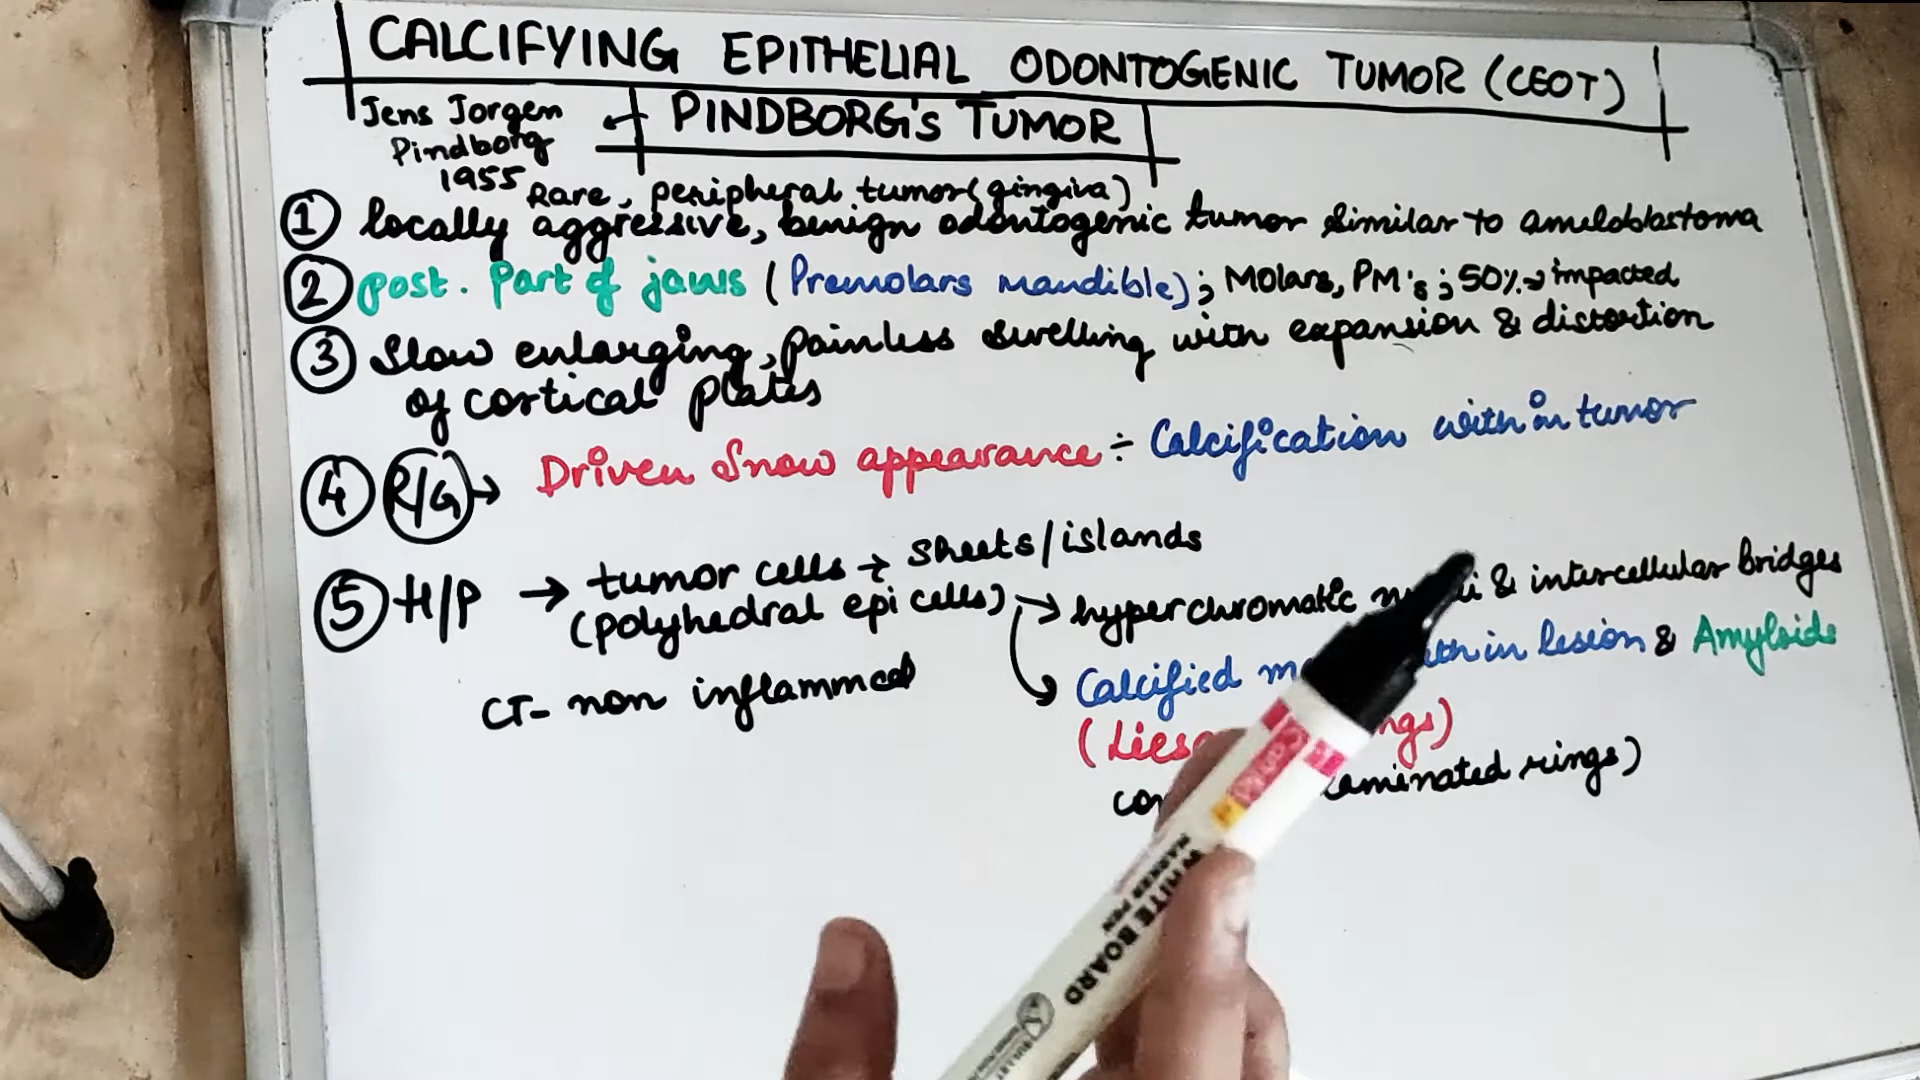 CALCIFYING EPITHELIAL ODONTOGENIC TUMOR (CEOT)
Jens Jorgen Pindborg 1955 ← PINDBORG's TUMOR
Rare, peripheral tumor (gingiva)
① locally aggressive, benign odontogenic tumor similar to ameloblastoma
② post. Part of jaws (Premolars mandible); Molars, PM's; 50% → impacted
③ Slow enlarging, painless swelling with expansion & distortion
of cortical plates
④ R/G → Driven Snow appearance ÷ Calcification within tumor
⑤ H/P → tumor cells → sheets/islands
(polyhedral epi cells) → hyperchromatic & intercellular bridges
Calcified within lesion & Amyloids
CT- non inflammed
laminated rings)
WHITE BOARD
MARKER PEN